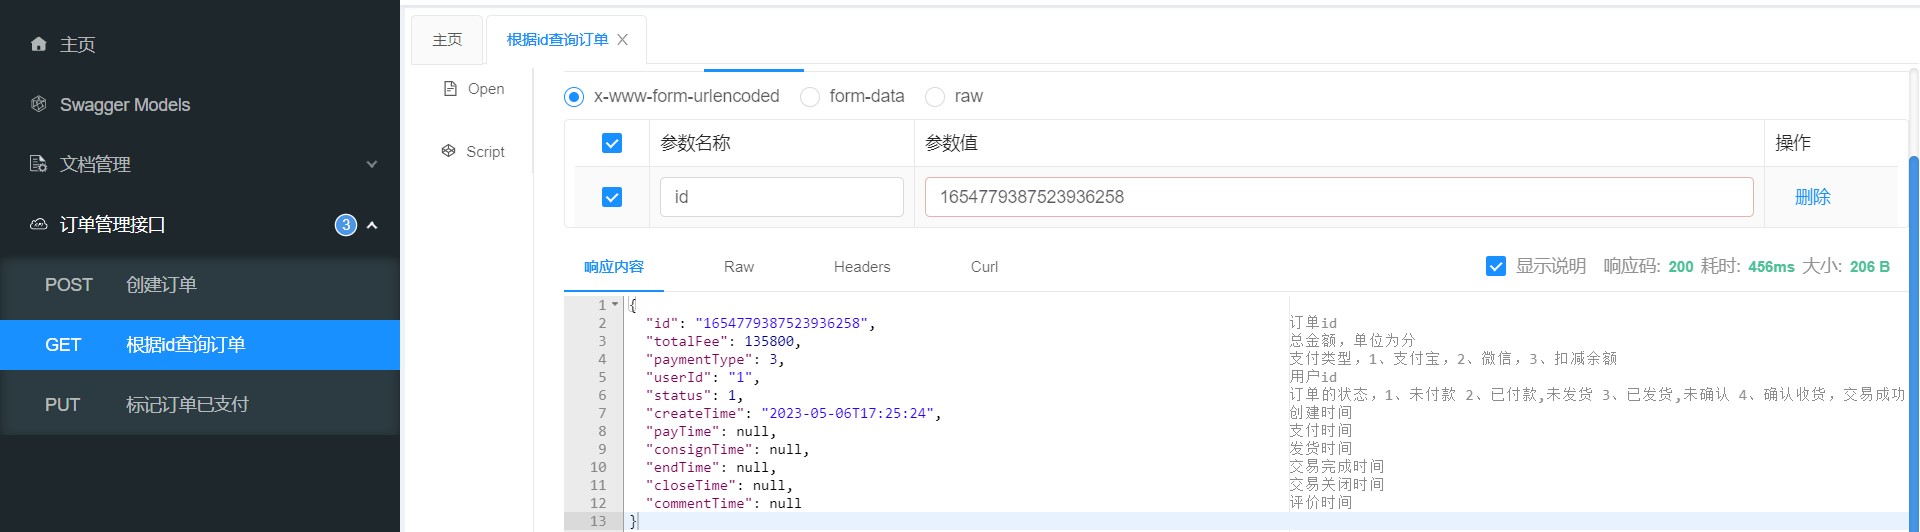 主页
Swagger Models
文档管理
订单管理接口 3
POST 创建订单
GET 根据id查询订单
PUT 标记订单已支付
主页 根据id查询订单
Open
Script
x-www-form-urlencoded form-data raw
参数名称 参数值 操作
id 1654779387523936258 删除
响应内容 Raw Headers Curl 显示说明 响应码: 200 耗时: 456ms 大小: 206 B
1 {
2 "id": "1654779387523936258", 订单id
3 "totalFee": 135800, 总金额，单位为分
4 "paymentType": 3, 支付类型，1、支付宝，2、微信，3、扣减余额
5 "userId": "1", 用户id
6 "status": 1, 订单的状态，1、未付款 2、已付款,未发货 3、已发货,未确认 4、确认收货，交易成功
7 "createTime": "2023-05-06T17:25:24", 创建时间
8 "payTime": null, 支付时间
9 "consignTime": null, 发货时间
10 "endTime": null, 交易完成时间
11 "closeTime": null, 交易关闭时间
12 "commentTime": null 评价时间
13 }